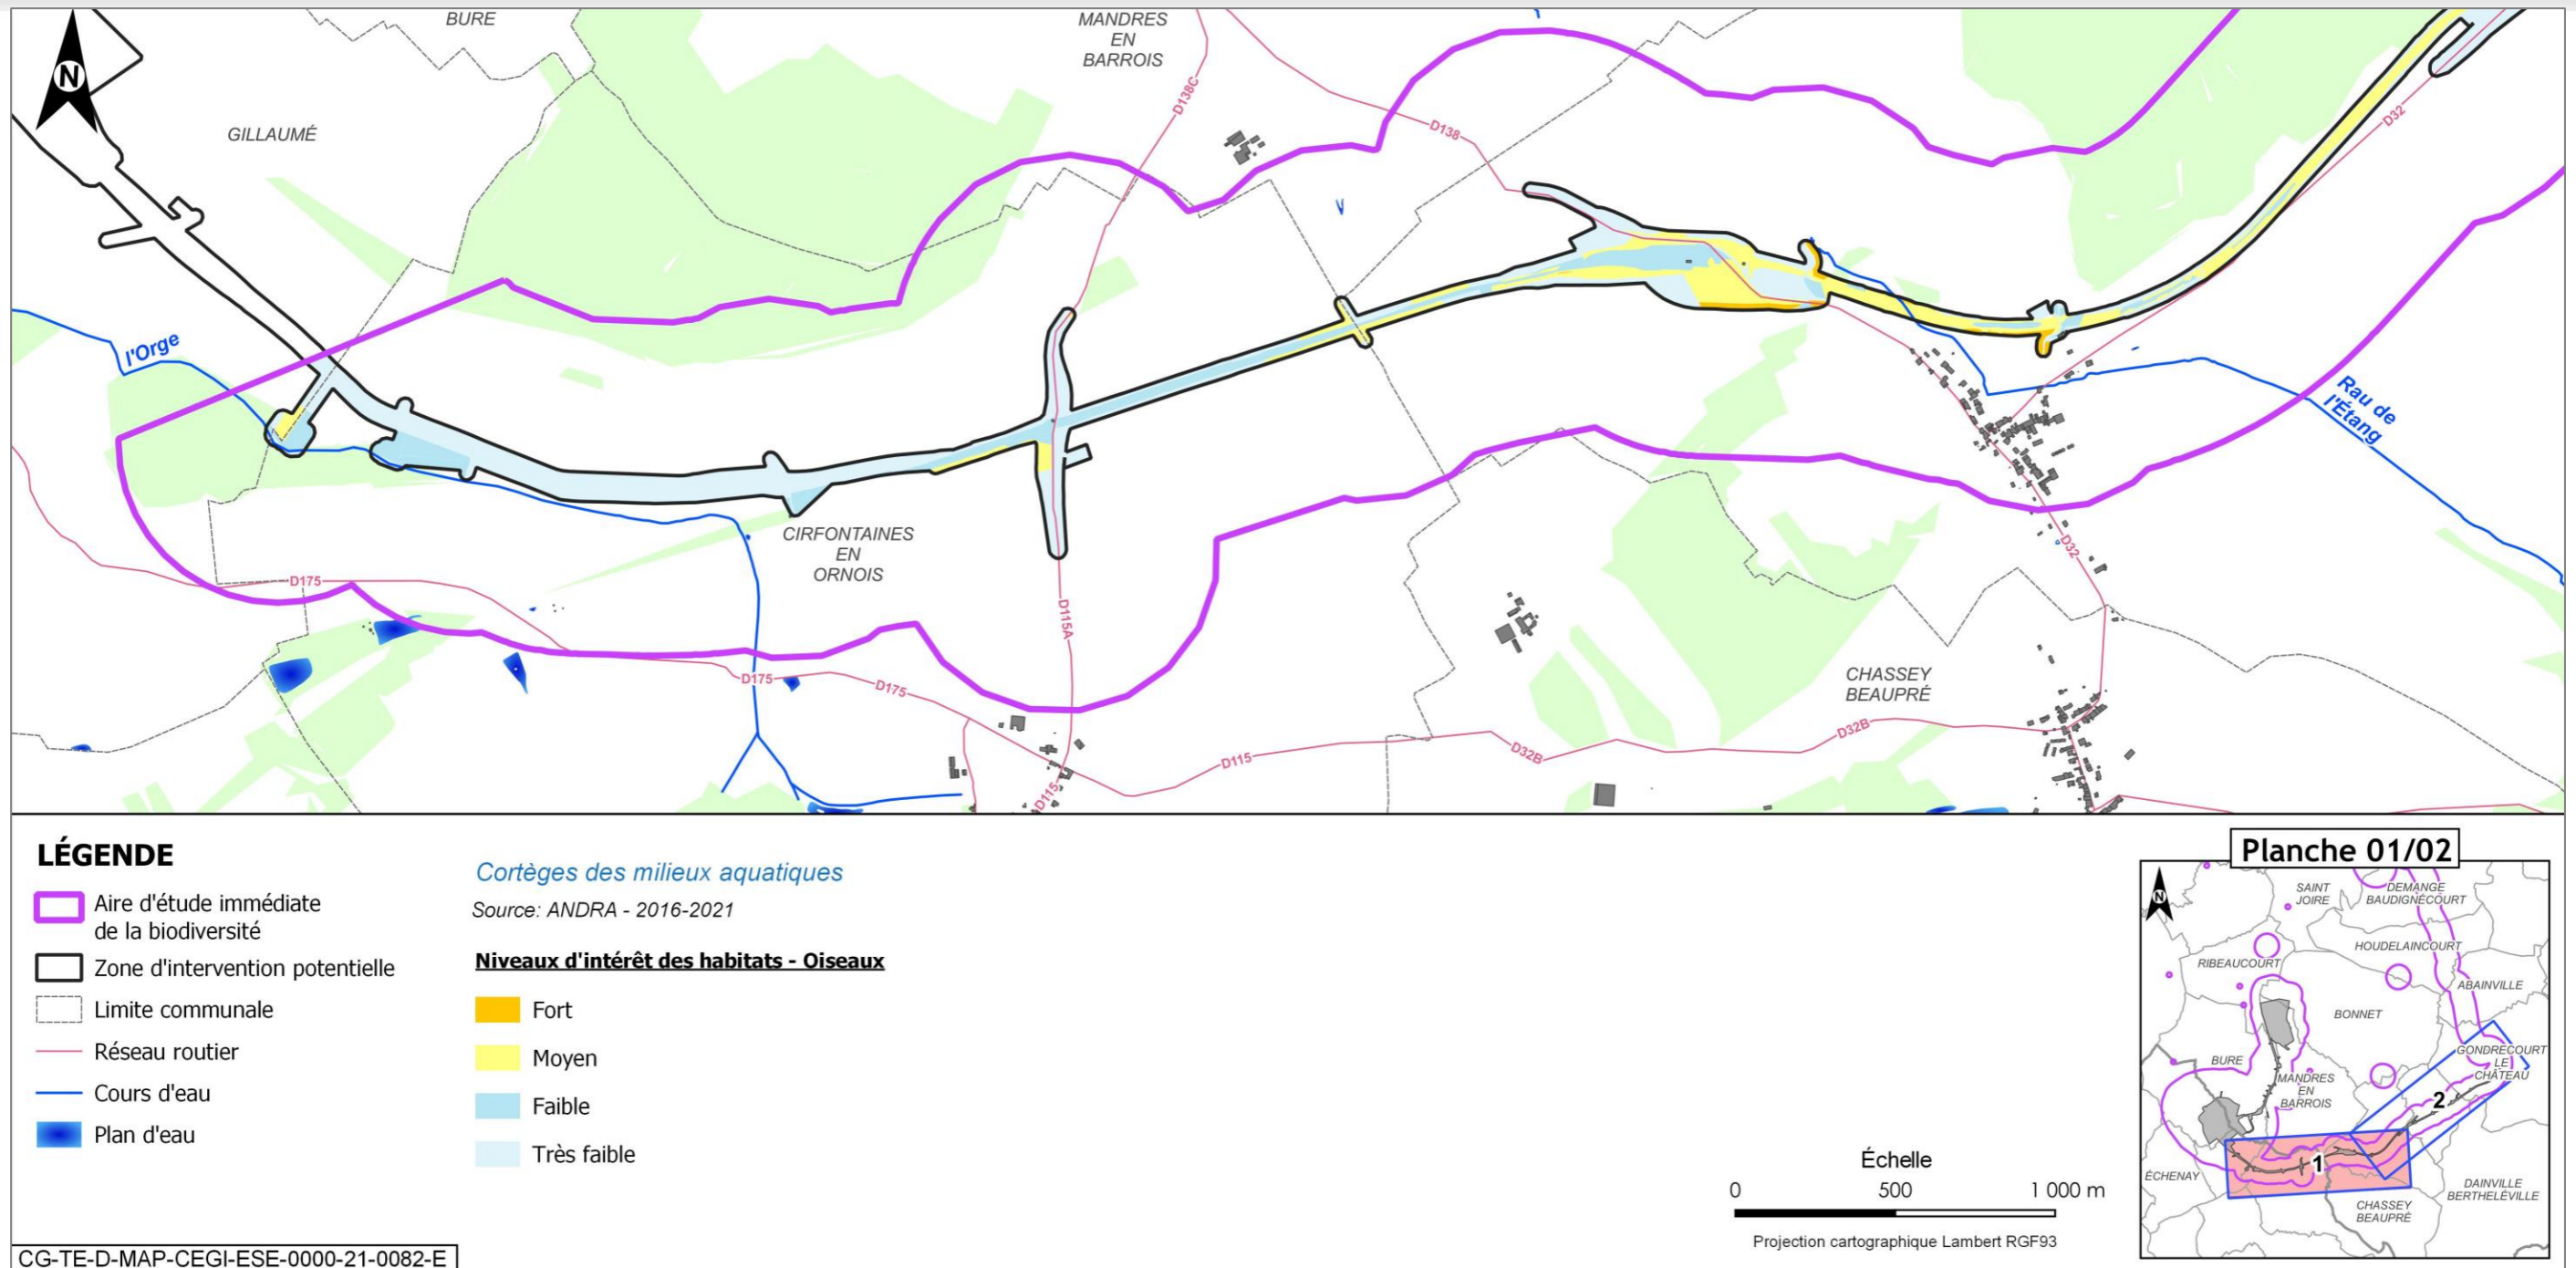 BURE
MANDRES
EN
BARROIS
N
GILLAUMÉ
D138C
D138
D32
l'Orge
Rau de
l'Étang
CIRFONTAINES
EN
ORNOIS
D175
D115A
D32
D175
D175
CHASSEY
BEAUPRÉ
D115
D32B
D32B
D115
LÉGENDE
Aire d'étude immédiate
de la biodiversité
Zone d'intervention potentielle
Limite communale
Réseau routier
Cours d'eau
Plan d'eau
Cortèges des milieux aquatiques
Source: ANDRA - 2016-2021
Niveaux d'intérêt des habitats - Oiseaux
Fort
Moyen
Faible
Très faible
Échelle
0 500 1 000 m
Projection cartographique Lambert RGF93
Planche 01/02
N
SAINT
JOIRE
DEMANGE
BAUDIGNÉCOURT
HOUDELAINCOURT
RIBEAUCOURT
ABAINVILLE
BONNET
BURE
GONDRECOURT
LE
CHÂTEAU
MANDRES
EN
BARROIS
2
1
ÉCHENAY
DAINVILLE
BERTHELÉVILLE
CHASSEY
BEAUPRÉ
CG-TE-D-MAP-CEGI-ESE-0000-21-0082-E